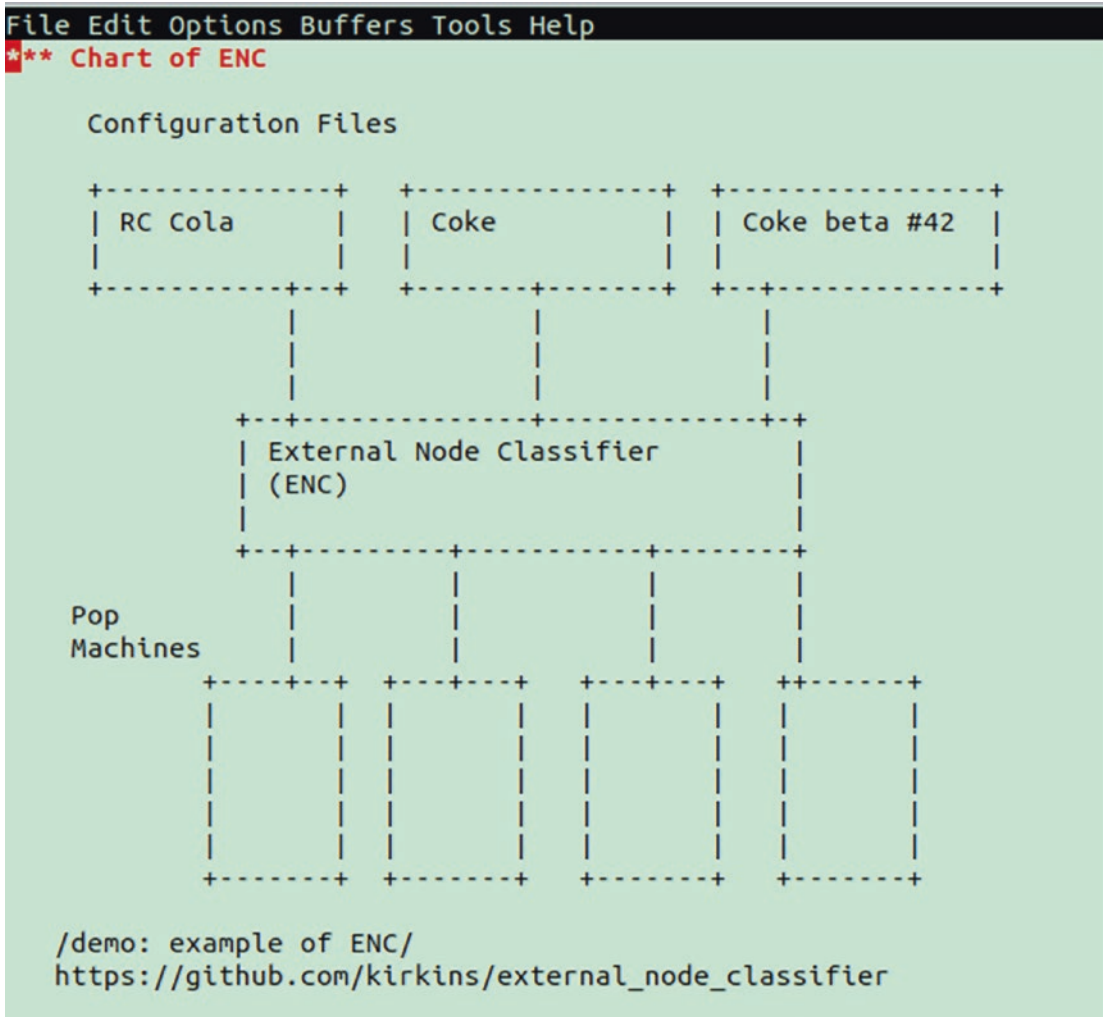 File Edit Options Buffers Tools Help
*** Chart of ENC
Configuration Files
RC Cola Coke Coke beta #42
External Node Classifier
(ENC)
Pop
Machines
/demo: example of ENC/
https://github.com/kirkins/external_node_classifier